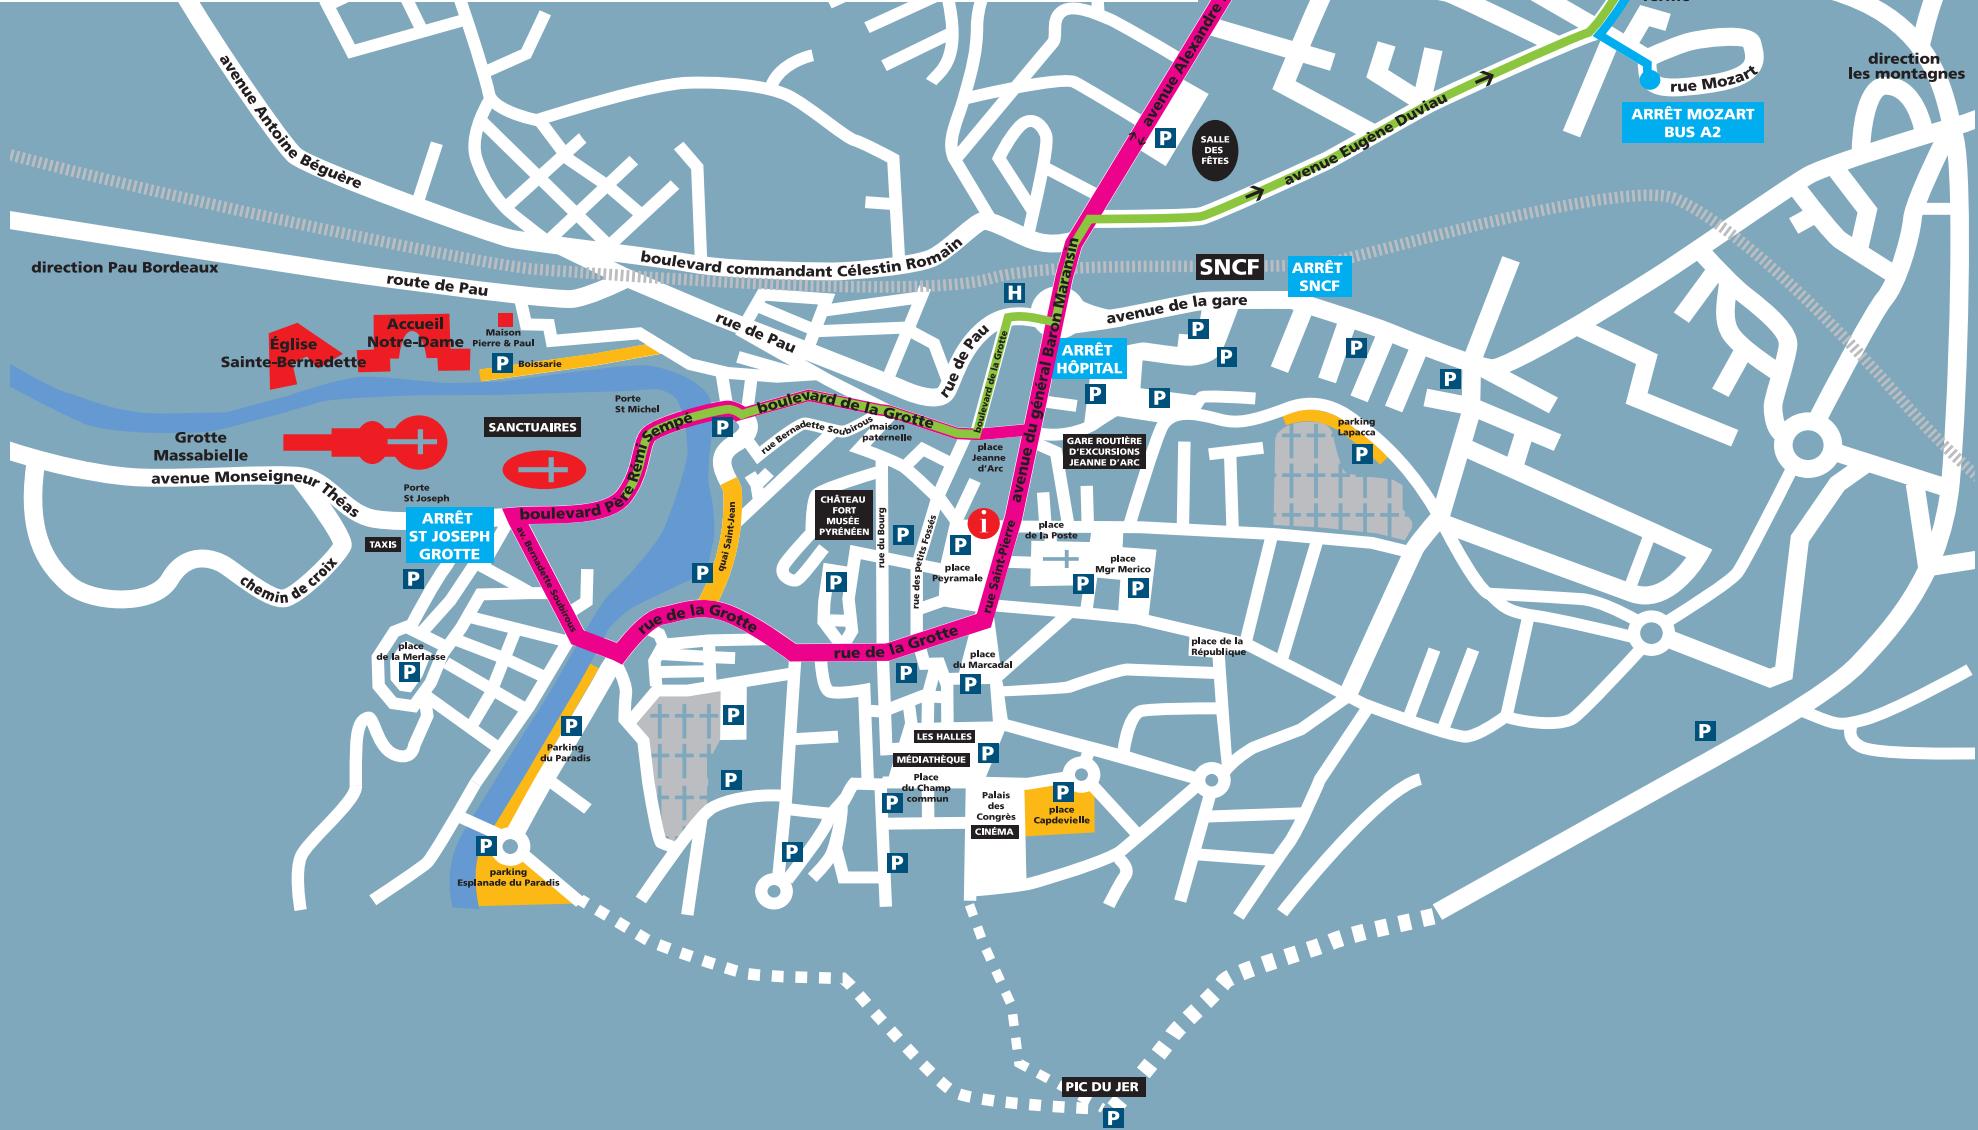 direction
les montagnes
rue Mozart
ARRÊT MOZART
BUS A2
avenue Alexandre
avenue Antoine Béguère
P
SALLE
DES
FÊTES
avenue Eugène Duviau
boulevard commandant Célestin Romain
direction Pau Bordeaux
route de Pau
SNCF
ARRÊT
SNCF
H
avenue de la gare
avenue du général Baron Maransin
rue de Pau
rue de Pau
boulevard de la Grotte
P
P
P
P
Église
Sainte-Bernadette
Accueil
Notre-Dame
Maison
Pierre & Paul
P
Boissarie
ARRÊT
HÔPITAL
P
P
Porte
St Michel
boulevard de la Grotte
rue Bernadette Soubirous
maison
paternelle
place
Jeanne
d'Arc
GARE ROUTIÈRE
D'EXCURSIONS
JEANNE D'ARC
parking
Lapacca
P
SANCTUAIRES
P
Grotte
Massabielle
avenue Monseigneur Théas
Porte
St Joseph
boulevard Père Rémi Sempé
ARRÊT
ST JOSEPH
GROTTE
TAXIS
P
av. Bernadette Soubirous
chemin de croix
quai Saint-Jean
P
CHÂTEAU
FORT
MUSÉE
PYRÉNÉEN
rue du Bourg
P
rue des petits Fossés
i
P
place
Peyramale
P
rue Saint-Pierre
place
de la Poste
place
Mgr Merico
P
P
place
de la Merlasse
P
rue de la Grotte
rue de la Grotte
place
du Marcadal
P
P
place de la
République
P
P
Parking
du Paradis
P
P
LES HALLES
MÉDIATHÈQUE
P
Place
du Champ
commun
P
Palais
des
Congrès
CINÉMA
P
place
Capdevielle
P
P
P
parking
Esplanade du Paradis
PIC DU JER
P